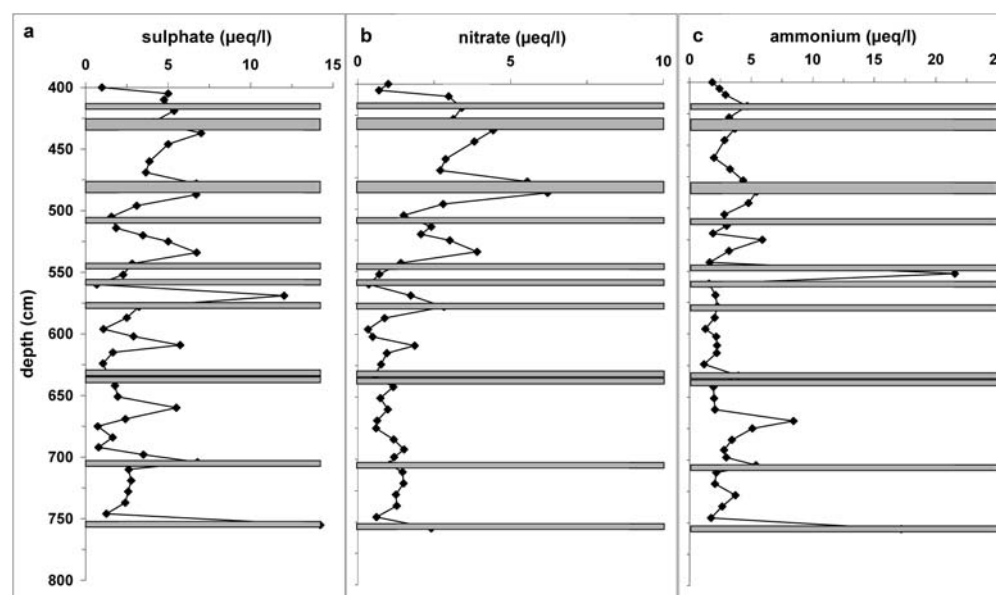 a
sulphate (µeq/l)
0 5 10 15
b
nitrate (µeq/l)
0 5 10
c
ammonium (µeq/l)
0 5 10 15 20 25
depth (cm)
400
450
500
550
600
650
700
750
800